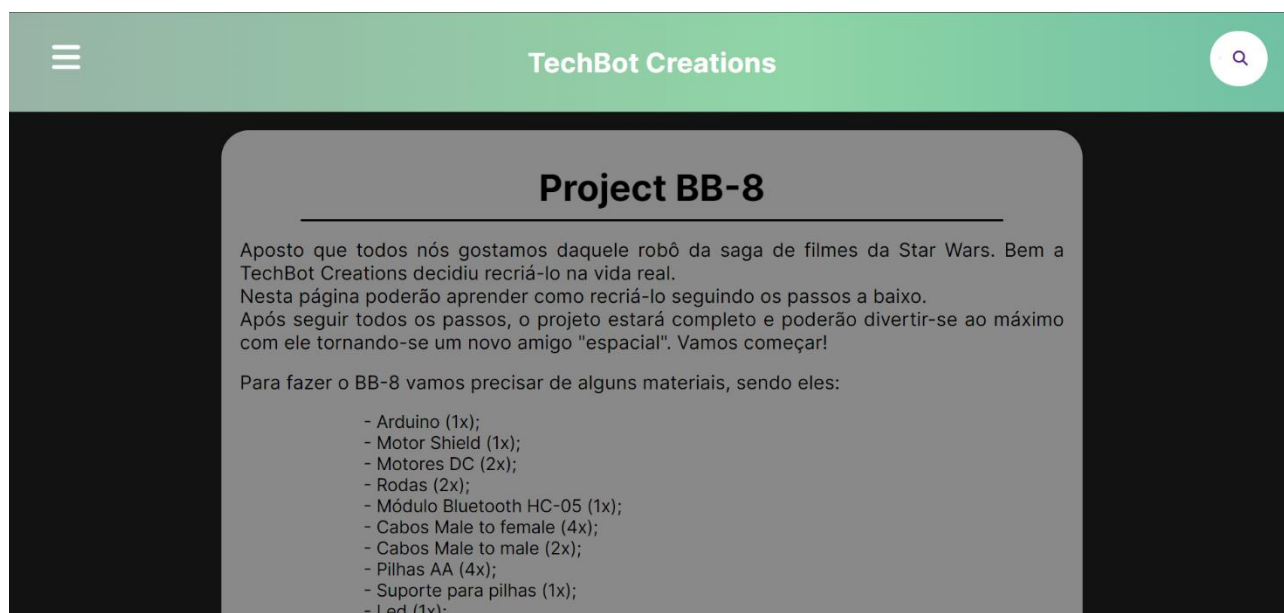 TechBot Creations
Project BB-8
Aposto que todos nós gostamos daquele robô da saga de filmes da Star Wars. Bem a
TechBot Creations decidiu recriá-lo na vida real.
Nesta página poderão aprender como recriá-lo seguindo os passos a baixo.
Após seguir todos os passos, o projeto estará completo e poderão divertir-se ao máximo
com ele tornando-se um novo amigo "espacial". Vamos começar!
Para fazer o BB-8 vamos precisar de alguns materiais, sendo eles:
- Arduino (1x);
- Motor Shield (1x);
- Motores DC (2x);
- Rodas (2x);
- Módulo Bluetooth HC-05 (1x);
- Cabos Male to female (4x);
- Cabos Male to male (2x);
- Pilhas AA (4x);
- Suporte para pilhas (1x);
- Led (1x);